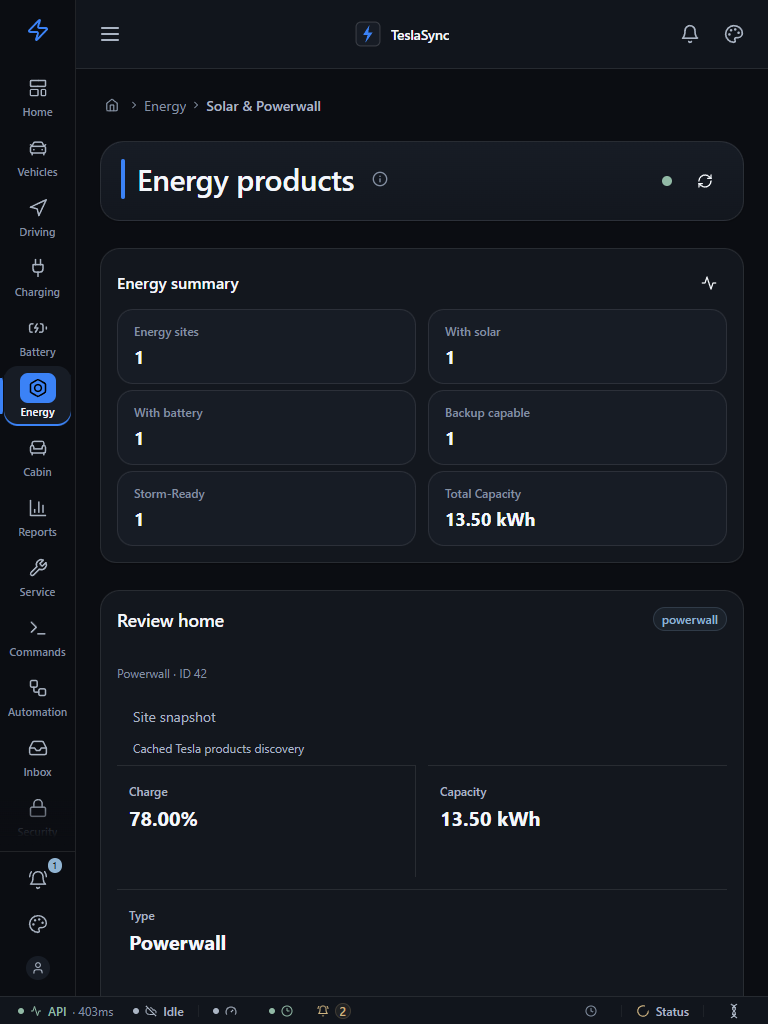 TeslaSync
Home
Vehicles
Driving
Charging
Battery
Energy
Cabin
Reports
Service
Commands
Automation
Inbox
Security
1
Energy
Solar & Powerwall
Energy products
Energy summary
Energy sites
1
With solar
1
With battery
1
Backup capable
1
Storm-Ready
1
Total Capacity
13.50 kWh
Review home
powerwall
Powerwall · ID 42
Site snapshot
Cached Tesla products discovery
Charge
78.00%
Capacity
13.50 kWh
Type
Powerwall
API · 403ms
Idle
2
Status